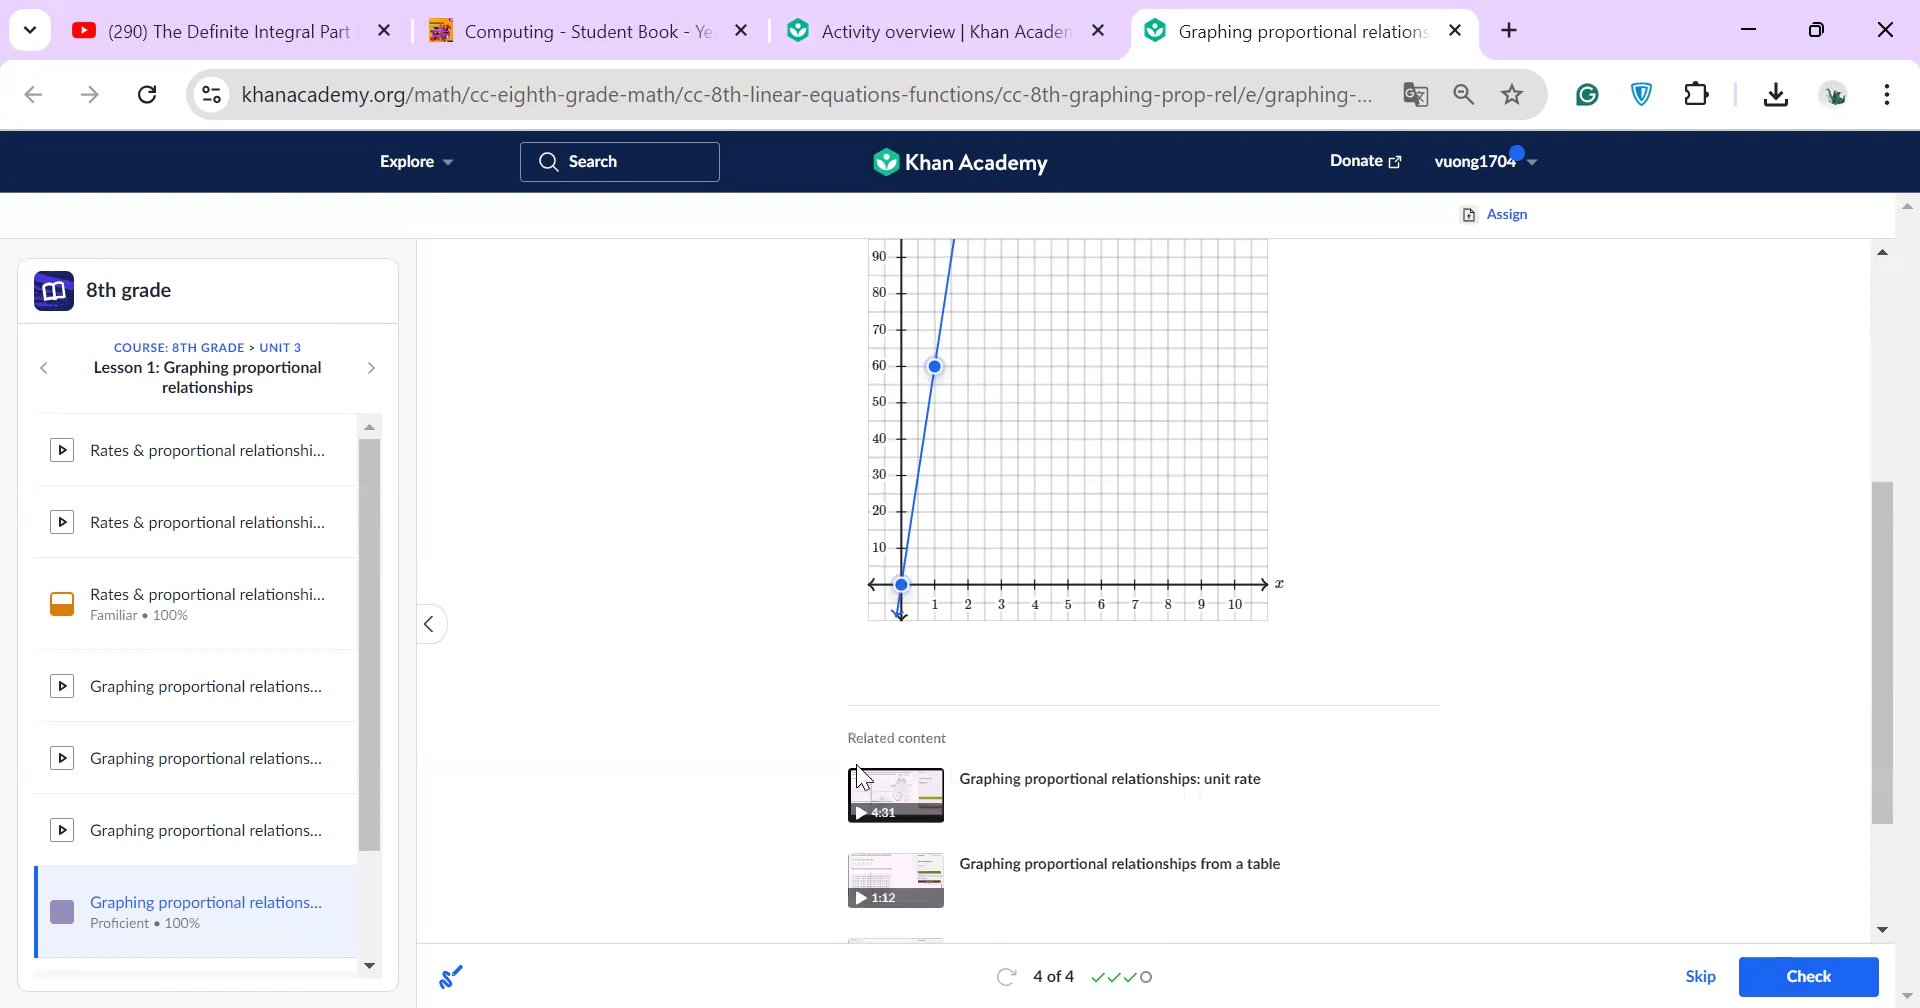 (290) The Definite Integral Part
Computing - Student Book - Ye
Activity overview | Khan Academ
Graphing proportional relations
khanacademy.org/math/cc-eighth-grade-math/cc-8th-linear-equations-functions/cc-8th-graphing-prop-rel/e/graphing-...
Explore
Search
Khan Academy
Donate
vuong1704
Assign
8th grade
COURSE: 8TH GRADE > UNIT 3
Lesson 1: Graphing proportional
relationships
Rates & proportional relationshi...
Rates & proportional relationshi...
Rates & proportional relationshi...
Familiar • 100%
Graphing proportional relations...
Graphing proportional relations...
Graphing proportional relations...
Graphing proportional relations...
Proficient • 100%
90
80
70
60
50
40
30
20
10
x
1 2 3 4 5 6 7 8 9 10
Related content
4:31
Graphing proportional relationships: unit rate
1:12
Graphing proportional relationships from a table
4 of 4
Skip
Check